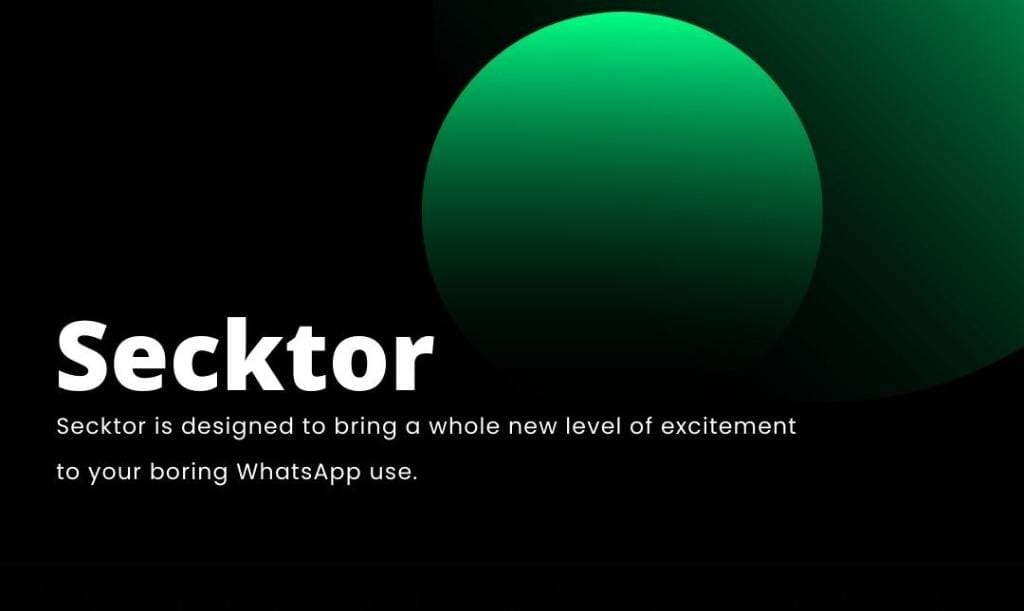 Secktor
Secktor is designed to bring a whole new level of excitement
to your boring WhatsApp use.